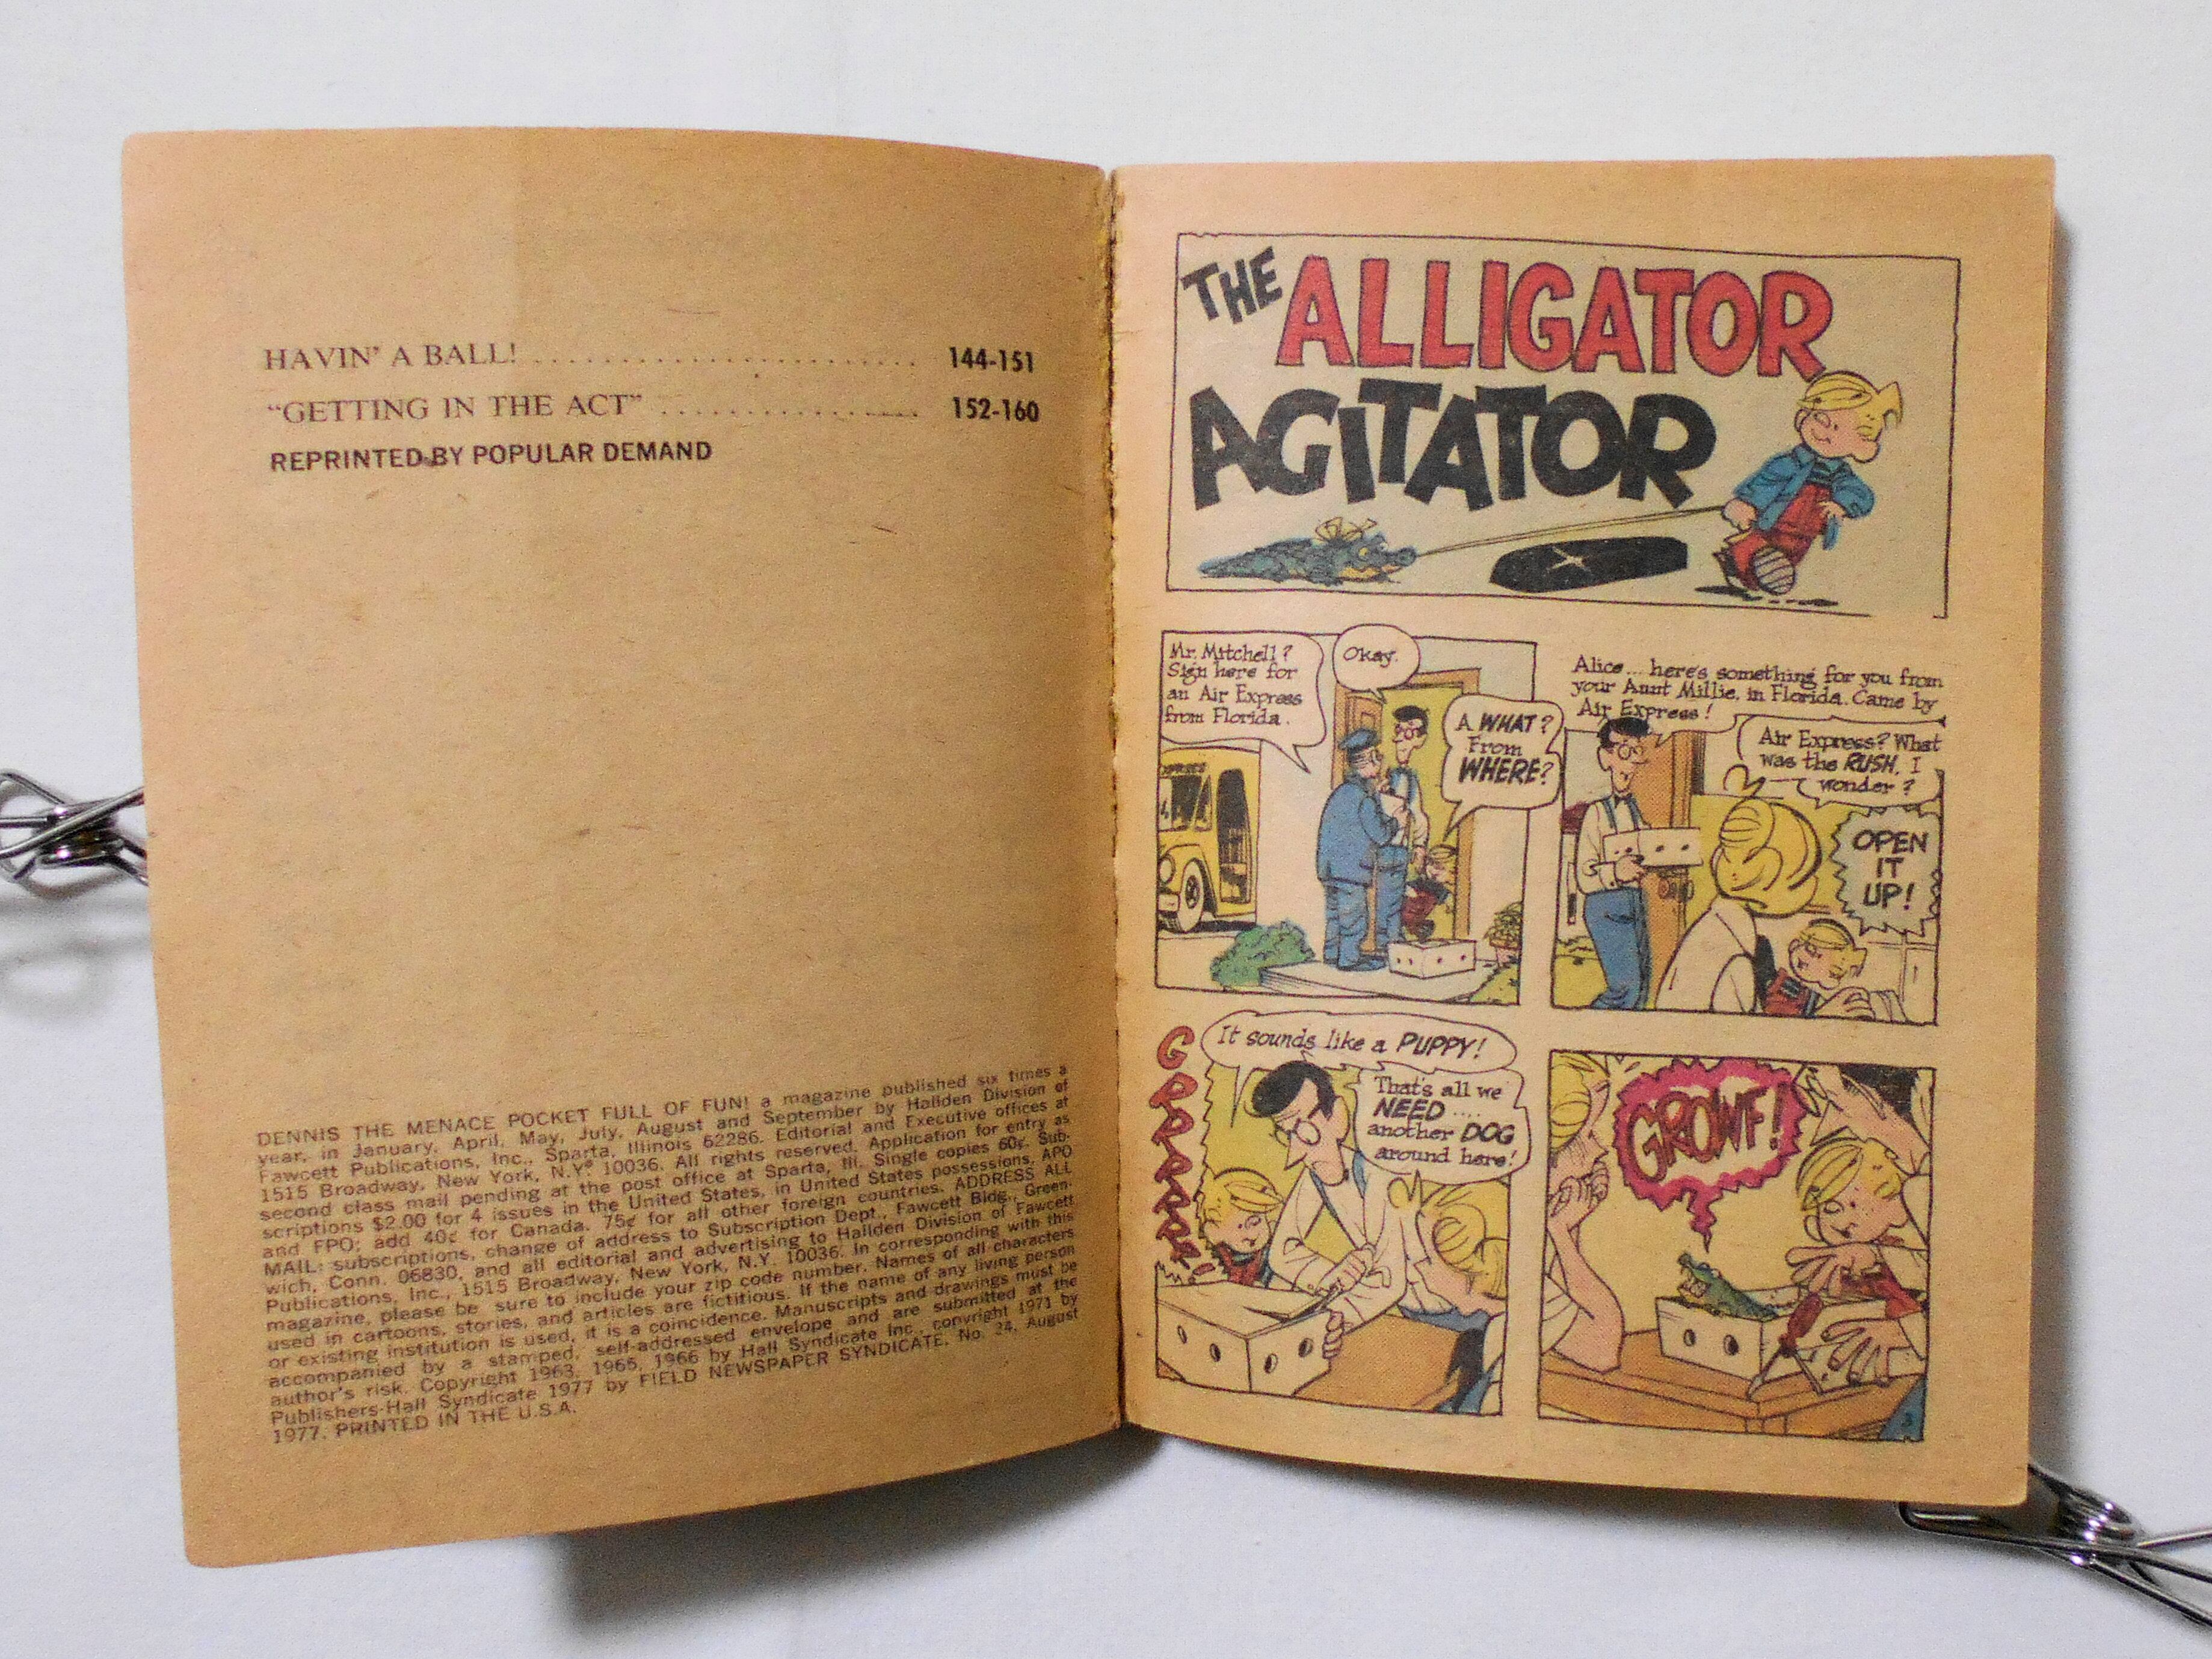 HAVIN' A BALL! ........................ 144-151
"GETTING IN THE ACT" ................ 152-160
REPRINTED BY POPULAR DEMAND
DENNIS THE MENACE POCKET FULL OF FUN! a magazine published six times a
year, in January, April, May, July, August and September by Hallden Division of
Fawcett Publications, Inc., Sparta, Illinois 62286. Editorial and Executive offices at
1515 Broadway, New York, N.Y. 10036. All rights reserved. Application for entry as
second class mail pending at the post office at Sparta, Ill. Single copies 60¢. Sub-
scriptions $2.00 for 4 issues in the United States, in United States possessions, APO
and FPO; add 40¢ for Canada. 75¢ for all other foreign countries. ADDRESS ALL
MAIL: subscriptions, change of address to Subscription Dept., Fawcett Bldg., Green-
wich, Conn. 06830, and all editorial and advertising to Hallden Division of Fawcett
Publications, Inc., 1515 Broadway, New York, N.Y. 10036. In corresponding with this
magazine, please be sure to include your zip code number. Names of all characters
used in cartoons, stories, and articles are fictitious. If the name of any living person
or existing institution is used, it is a coincidence. Manuscripts and drawings must be
accompanied by a stamped, self-addressed envelope and are submitted at the
author's risk. Copyright 1963, 1965, 1966 by Hall Syndicate Inc., copyright 1971 by
Publishers-Hall Syndicate 1977 by FIELD NEWSPAPER SYNDICATE. No. 24, August
1977. PRINTED IN THE U.S.A.
THE ALLIGATOR
AGITATOR
Mr. Mitchell?
Sign here for
an Air Express
from Florida.
Okay.
A WHAT?
From
WHERE?
EXPRESS
Alice... here's something for you from
your Aunt Millie, in Florida. Came by
Air Express!
Air Express? What
was the RUSH, I
wonder?
OPEN
IT
UP!
It sounds like a PUPPY!
That's all we
NEED ....
another DOG
around here!
GROWF!
3